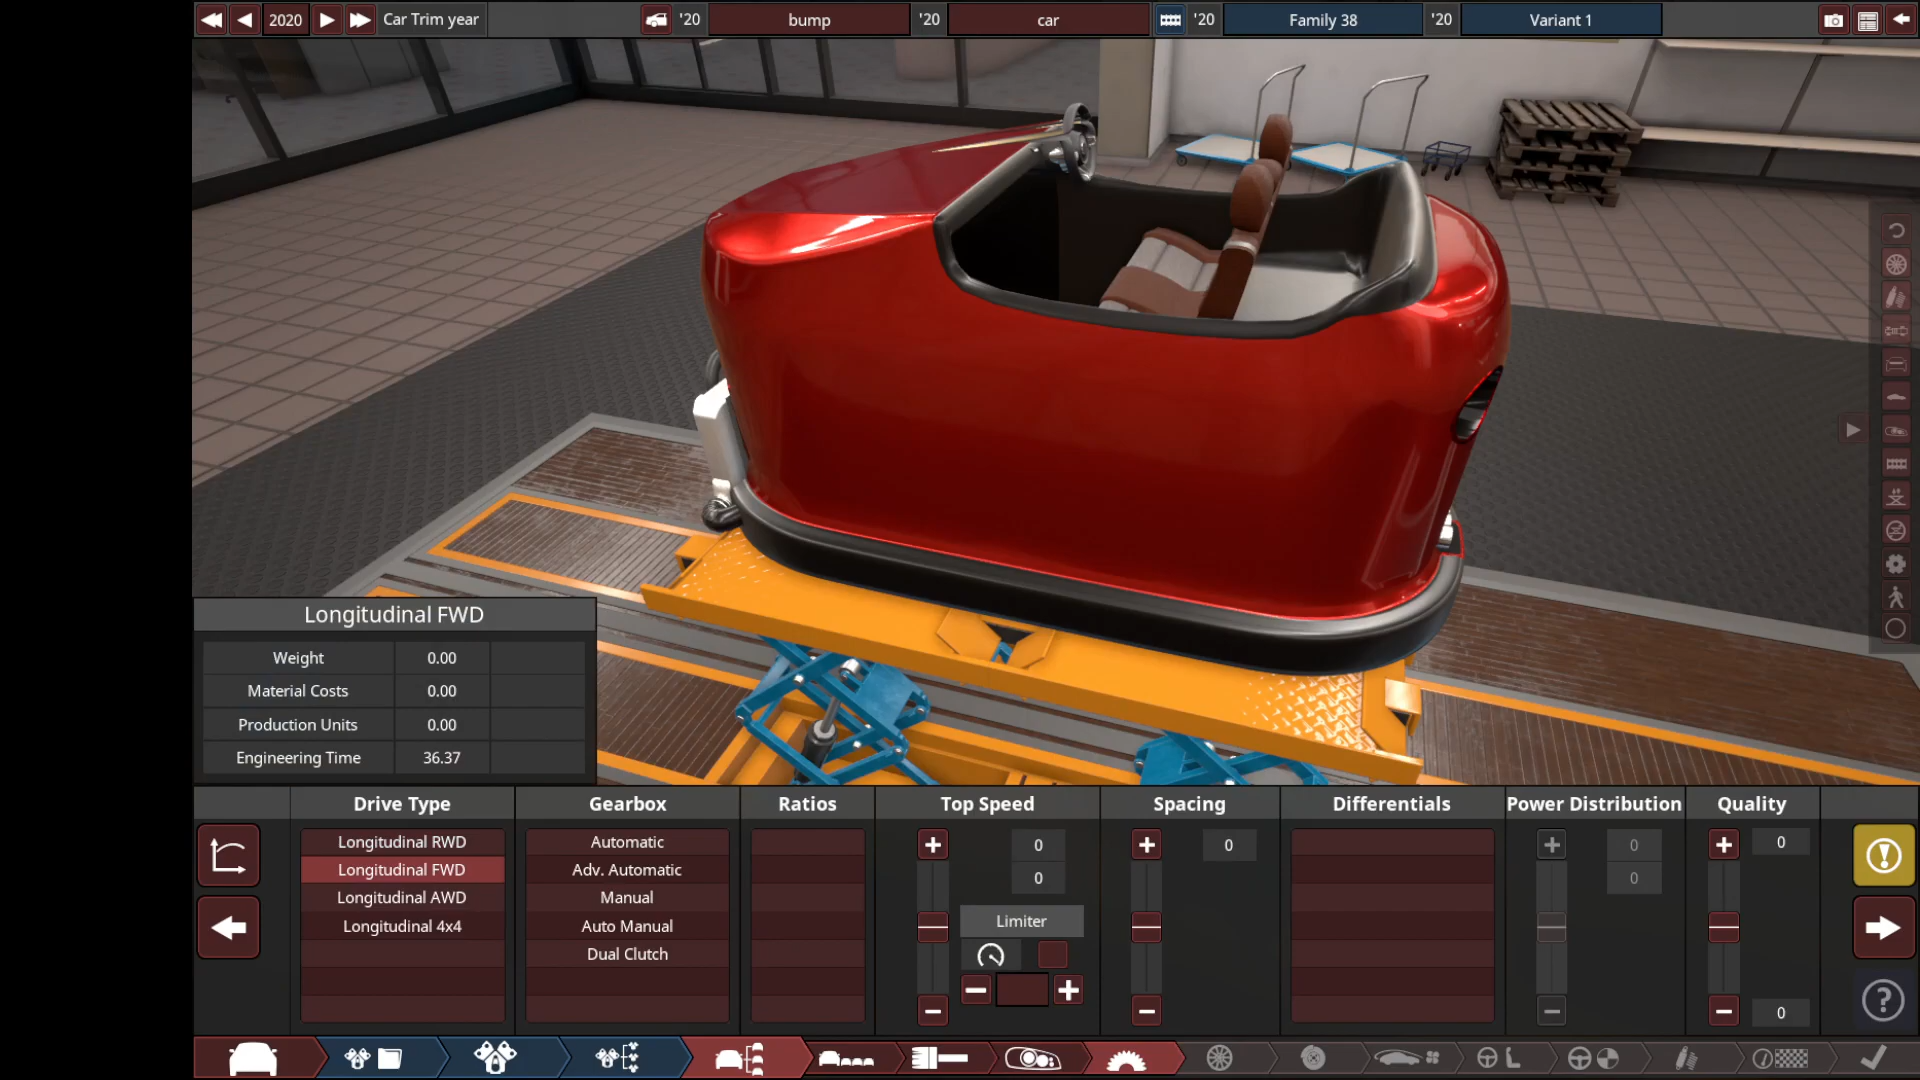 2020 Car Trim year '20 bump '20 car '20 Family 38 '20 Variant 1
Longitudinal FWD
Weight 0.00
Material Costs 0.00
Production Units 0.00
Engineering Time 36.37
Drive Type Gearbox Ratios Top Speed Spacing Differentials Power Distribution Quality
Longitudinal RWD Automatic 0 0 0 0
Longitudinal FWD Adv. Automatic 0 0
Longitudinal AWD Manual
Longitudinal 4x4 Auto Manual Limiter
Dual Clutch
0